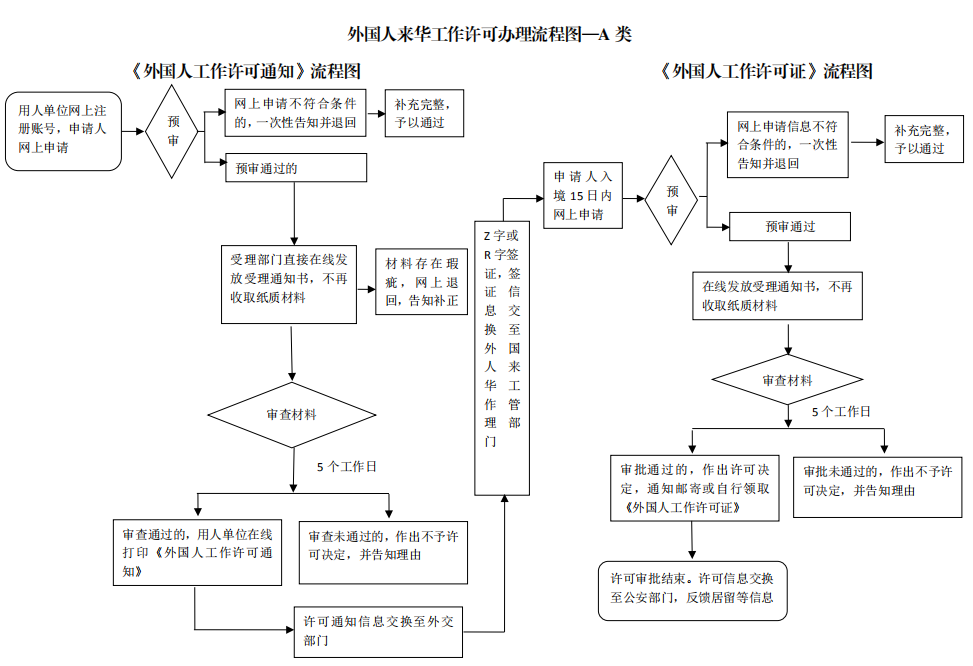 外国人来华工作许可办理流程图—A 类
《外国人工作许可通知》流程图
用人单位网上注
册账号，申请人
网上申请
预
审
网上申请不符合条件
的，一次性告知并退回
补充完整，
予以通过
预审通过的
受理部门直接在线发
放受理通知书，不再
收取纸质材料
材料存在瑕
疵，网上退
回，告知补正
审查材料
5 个工作日
审查通过的，用人单位在线
打印《外国人工作许可通
知》
审查未通过的，作出不予许
可决定，并告知理由
许可通知信息交换至外交
部门
Z 字或
R 字签
证，签
证 信
息 交
换 至
外 国
人 来
华 工
作 管
理 部
门
《外国人工作许可证》流程图
申请人入
境 15 日内
网上申请
预
审
网上申请信息不符
合条件的，一次性
告知并退回
补充完整，
予以通过
预审通过
在线发放受理通知书，不再
收取纸质材料
审查材料
5 个工作日
审批通过的，作出许可决
定，通知邮寄或自行领取
《外国人工作许可证》
审批未通过的，作出不予许
可决定，并告知理由
许可审批结束。许可信息交换
至公安部门，反馈居留等信息